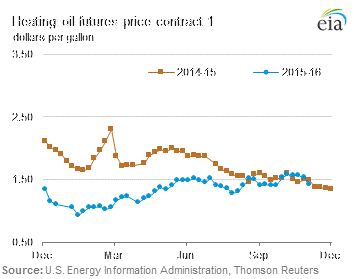 Heating oil futures price contract 1
dollars per gallon
eia
3.50
2014-15 2015-16
2.50
1.50
0.50
Dec Mar Jun Sep Dec
Source: U.S. Energy Information Administration, Thomson Reuters